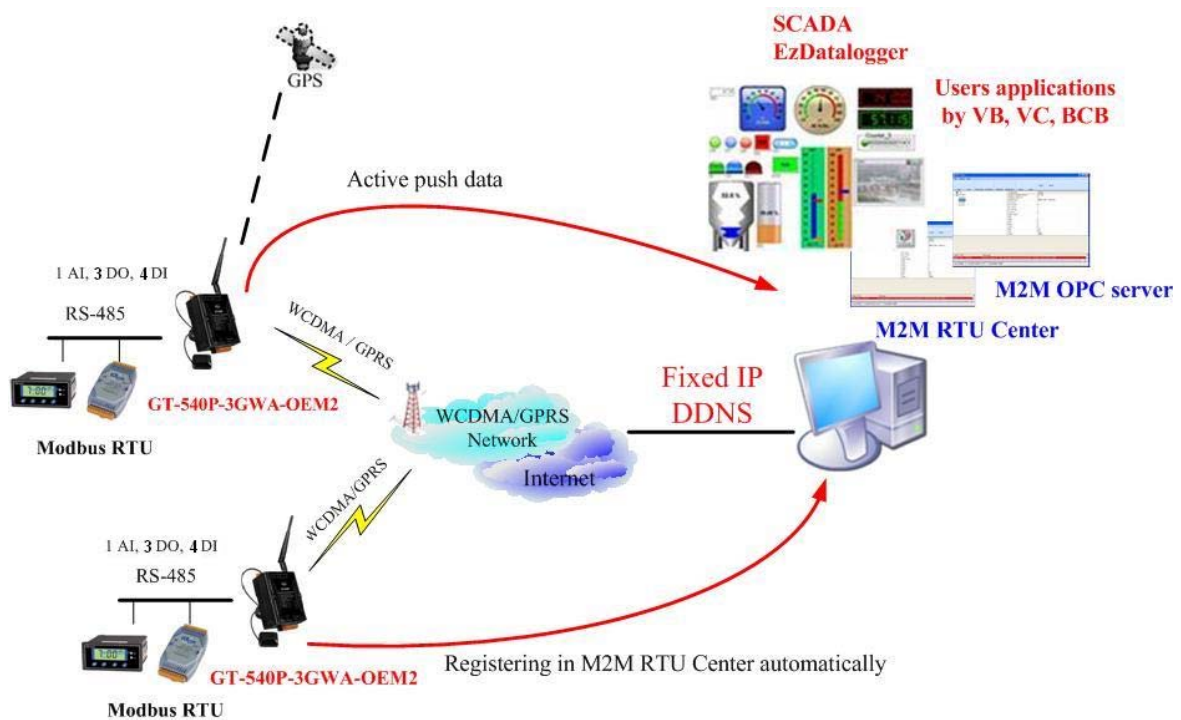 SCADA
EzDatalogger
GPS
Users applications
by VB, VC, BCB
Active push data
1 AI, 3 DO, 4 DI
RS-485
WCDMA / GPRS
M2M OPC server
M2M RTU Center
GT-540P-3GWA-OEM2
Modbus RTU
Fixed IP
DDNS
WCDMA/GPRS
Network
Internet
WCDMA/GPRS
1 AI, 3 DO, 4 DI
RS-485
GT-540P-3GWA-OEM2
Modbus RTU
Registering in M2M RTU Center automatically